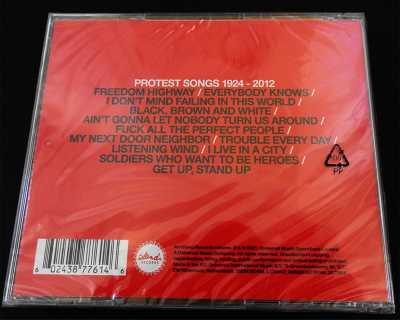 PROTEST SONGS 1924 - 2012
FREEDOM HIGHWAY / EVERYBODY KNOWS /
I DON'T MIND FAILING IN THIS WORLD /
BLACK, BROWN AND WHITE /
AIN'T GONNA LET NOBODY TURN US AROUND /
FUCK ALL THE PERFECT PEOPLE /
MY NEXT DOOR NEIGHBOR / TROUBLE EVERY DAY /
LISTENING WIND / I LIVE IN A CITY /
SOLDIERS WHO WANT TO BE HEROES /
GET UP, STAND UP
PP
island
RECORDS
6 02438 77614 6